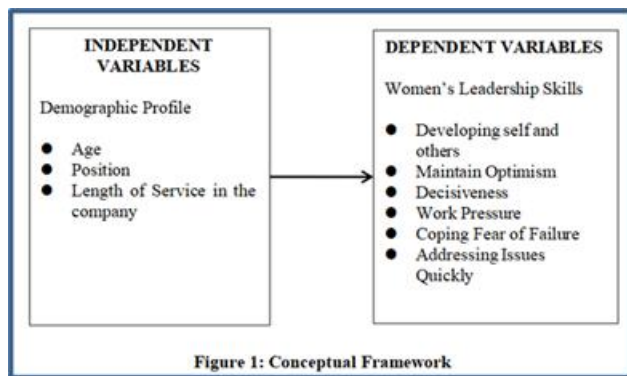 INDEPENDENT
VARIABLES
Demographic Profile
● Age
● Position
● Length of Service in the
company
DEPENDENT VARIABLES
Women's Leadership Skills
● Developing self and
others
● Maintain Optimism
● Decisiveness
● Work Pressure
● Coping Fear of Failure
● Addressing Issues
Quickly
Figure 1: Conceptual Framework